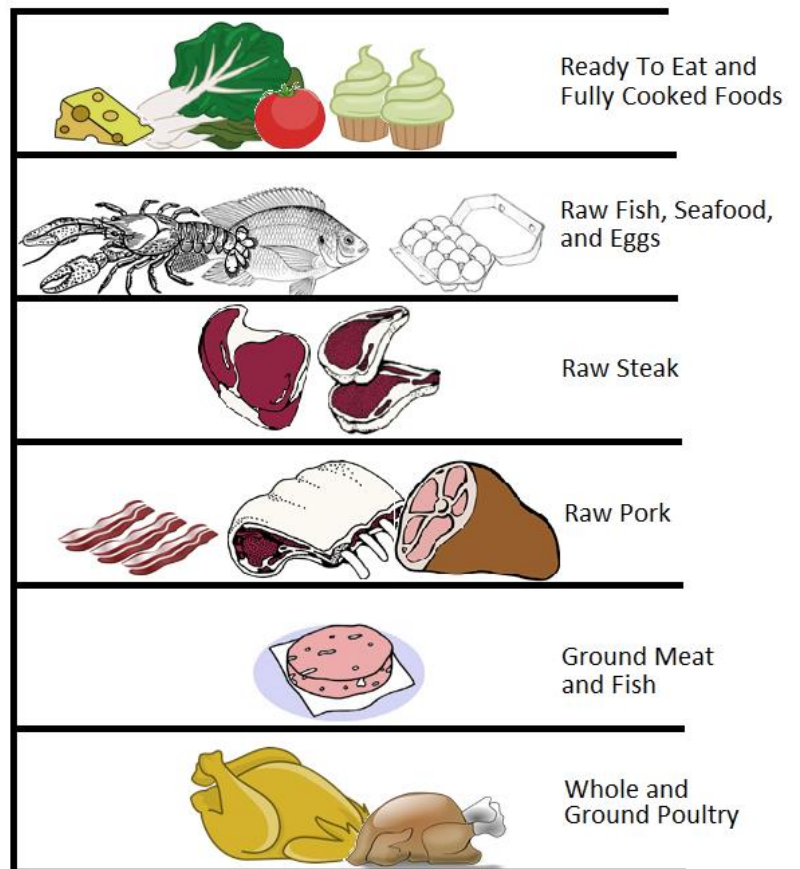 Ready To Eat and
Fully Cooked Foods
Raw Fish, Seafood,
and Eggs
Raw Steak
Raw Pork
Ground Meat
and Fish
Whole and
Ground Poultry